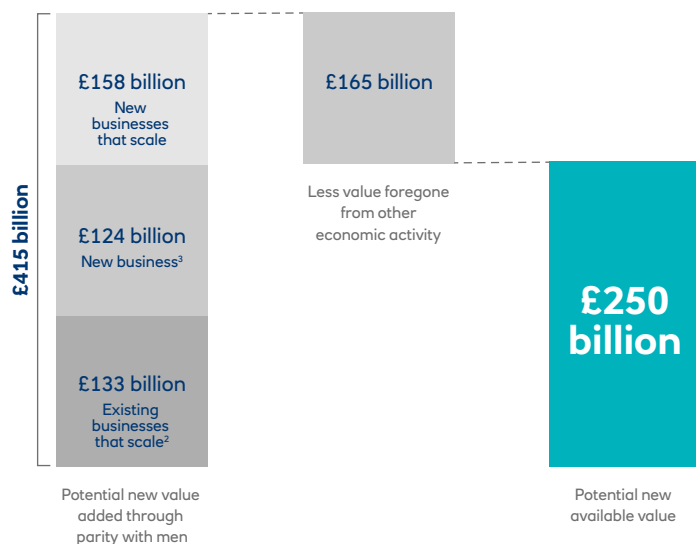 £415 billion
£158 billion
New
businesses
that scale
£124 billion
New business³
£133 billion
Existing
businesses
that scale²
Potential new value
added through
parity with men
£165 billion
Less value foregone
from other
economic activity
£250
billion
Potential new
available value